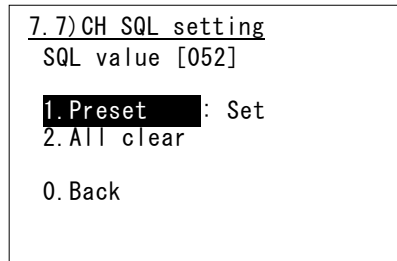 7.7)CH SQL setting
SQL value [052]
1.Preset : Set
2.All clear
0.Back